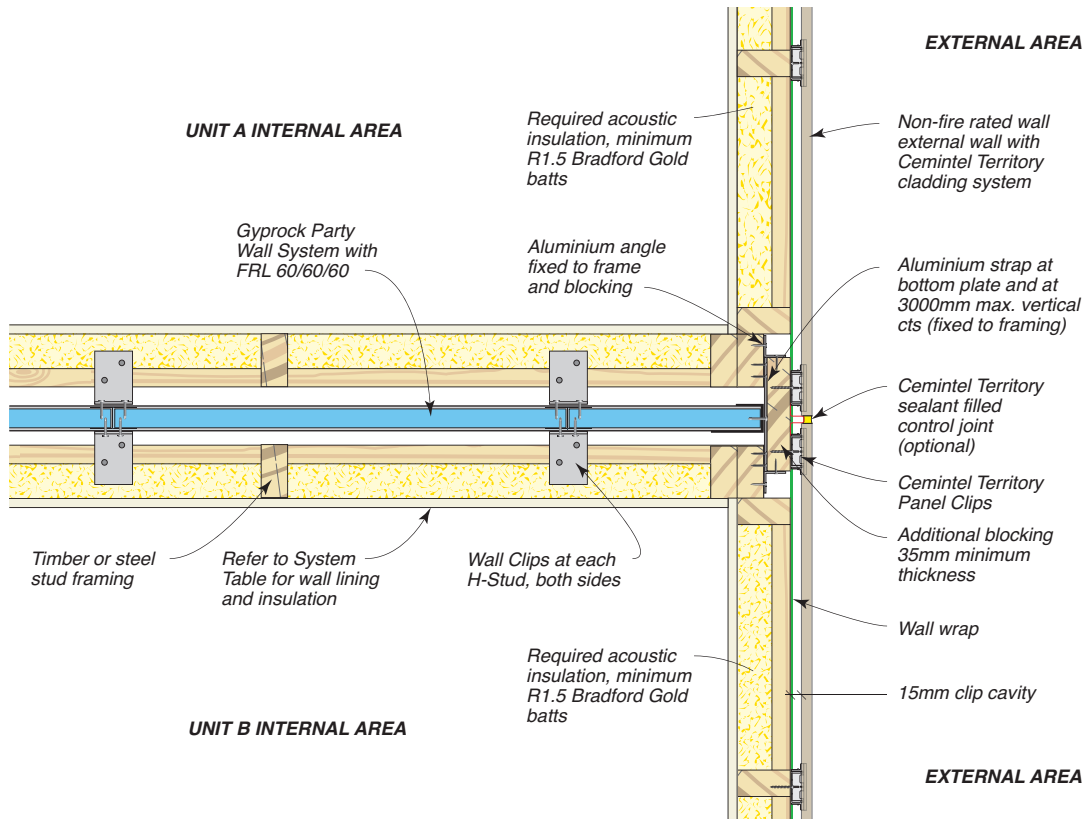 EXTERNAL AREA
UNIT A INTERNAL AREA
Required acoustic
insulation, minimum
R1.5 Bradford Gold
batts
Non-fire rated wall
external wall with
Cemintel Territory
cladding system
Gyprock Party
Wall System with
FRL 60/60/60
Aluminium angle
fixed to frame
and blocking
Aluminium strap at
bottom plate and at
3000mm max. vertical
cts (fixed to framing)
Cemintel Territory
sealant filled
control joint
(optional)
Cemintel Territory
Panel Clips
Timber or steel
stud framing
Refer to System
Table for wall lining
and insulation
Wall Clips at each
H-Stud, both sides
Additional blocking
35mm minimum
thickness
Wall wrap
Required acoustic
insulation, minimum
R1.5 Bradford Gold
batts
15mm clip cavity
UNIT B INTERNAL AREA
EXTERNAL AREA